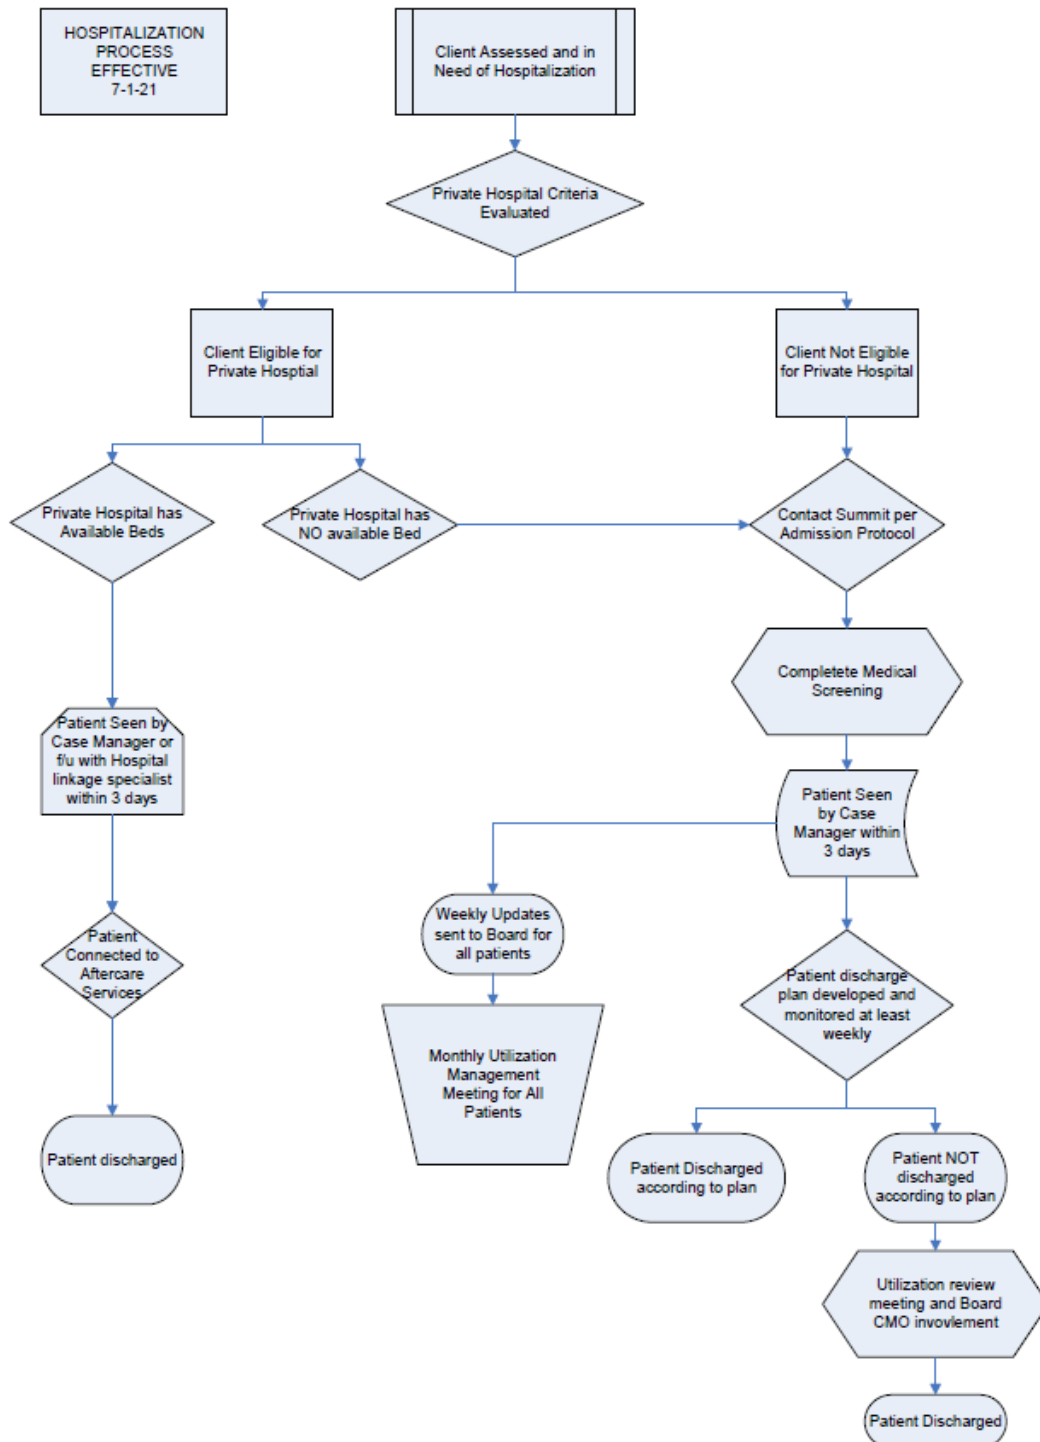 HOSPITALIZATION
PROCESS
EFFECTIVE
7-1-21
Client Assessed and in
Need of Hospitalization
Private Hospital Criteria
Evaluated
Client Eligible for
Private Hosptial
Client Not Eligible
for Private Hospital
Private Hospital has
Available Beds
Private Hospital has
NO available Bed
Contact Summit per
Admission Protocol
Completete Medical
Screening
Patient Seen by
Case Manager or
f/u with Hospital
linkage specialist
within 3 days
Patient Seen
by Case
Manager within
3 days
Weekly Updates
sent to Board for
all patients
Patient
Connected to
Aftercare
Services
Patient discharge
plan developed and
monitored at least
weekly
Monthly Utilization
Management
Meeting for All
Patients
Patient discharged
Patient Discharged
according to plan
Patient NOT
discharged
according to plan
Utilization review
meeting and Board
CMO invovlement
Patient Discharged